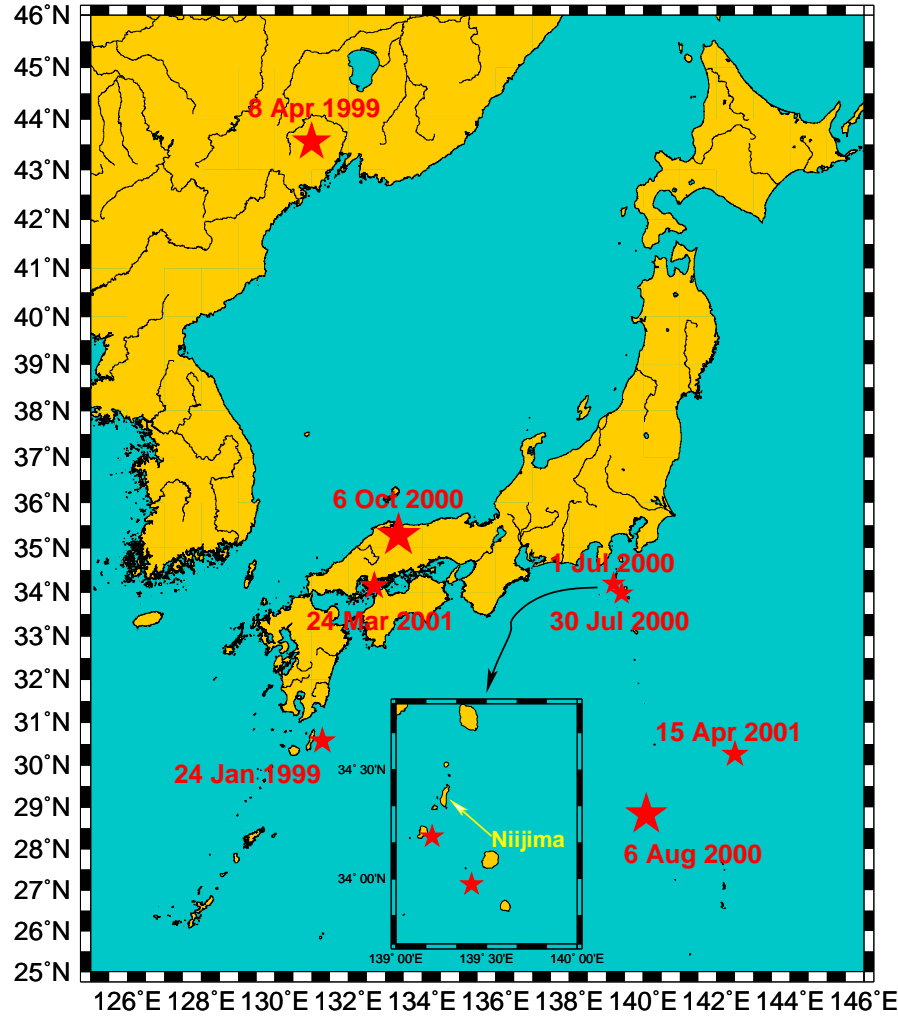 46°N
45°N
44°N
43°N
42°N
41°N
40°N
39°N
38°N
37°N
36°N
35°N
34°N
33°N
32°N
31°N
30°N
29°N
28°N
27°N
26°N
25°N
8 Apr 1999
6 Oct 2000
1 Jul 2000
24 Mar 2001
30 Jul 2000
15 Apr 2001
24 Jan 1999
6 Aug 2000
34° 30'N
Niijima
34° 00'N
139° 00'E 139° 30'E 140° 00'E
126°E 128°E 130°E 132°E 134°E 136°E 138°E 140°E 142°E 144°E 146°E